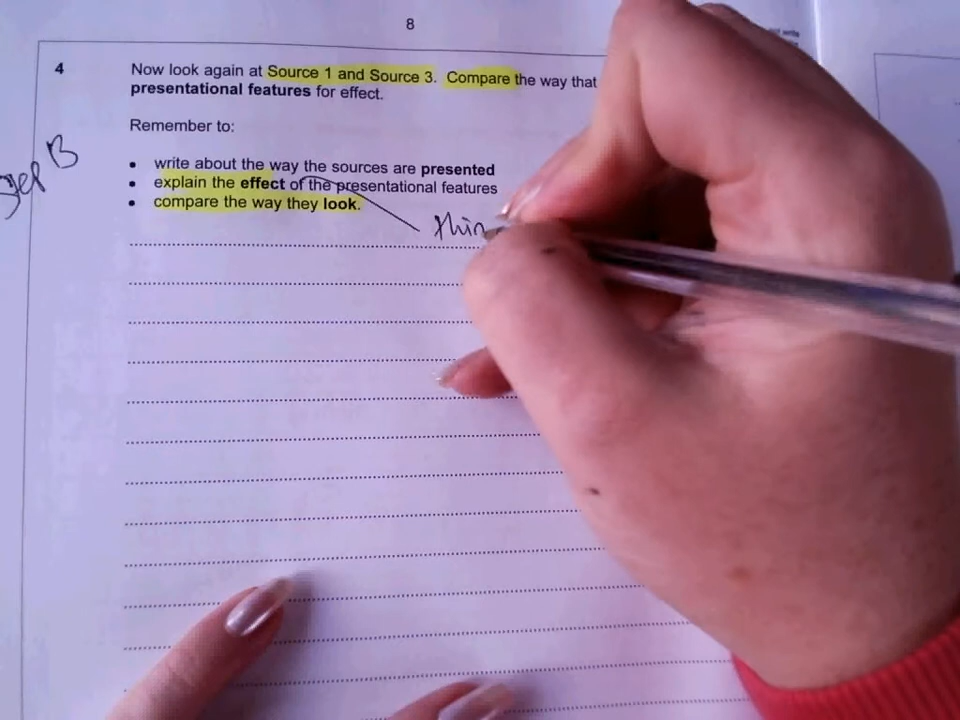 8
4 Now look again at Source 1 and Source 3. Compare the way that
presentational features for effect.
Remember to:
• write about the way the sources are presented
• explain the effect of the presentational features
• compare the way they look.
thin
B